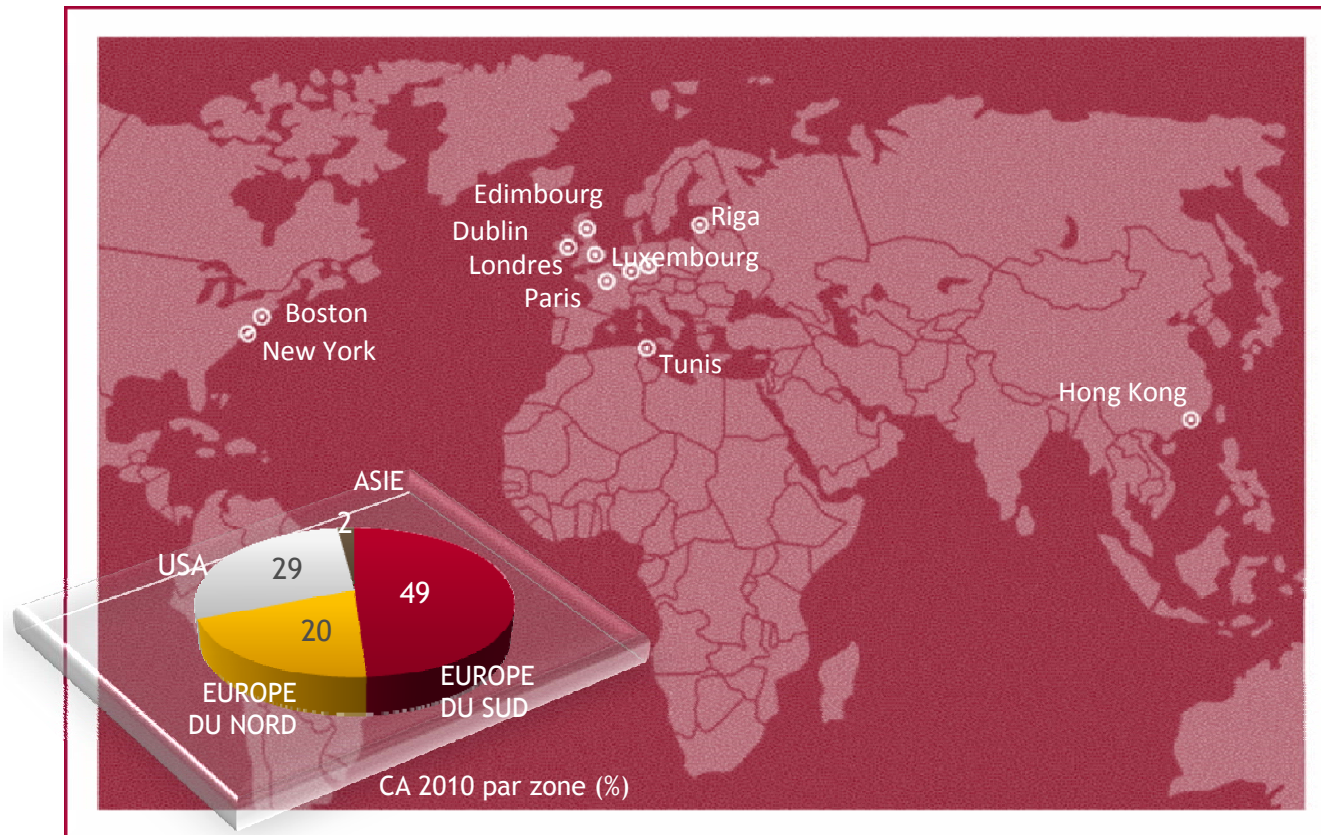 Edimbourg
Riga
Dublin
Londres
Luxembourg
Paris
Boston
New York
Tunis
Hong Kong
ASIE
2
USA
29
49
20
EUROPE
DU NORD
EUROPE
DU SUD
CA 2010 par zone (%)